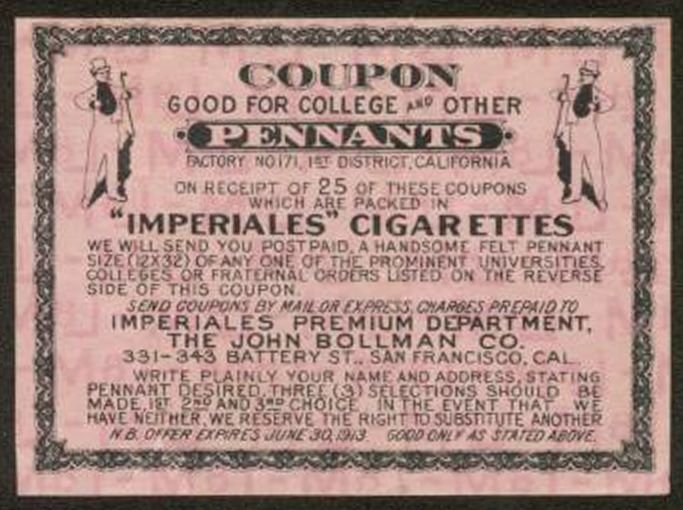 COUPON
GOOD FOR COLLEGE AND OTHER
PENNANTS
FACTORY NO 171, 1ST DISTRICT, CALIFORNIA
ON RECEIPT OF 25 OF THESE COUPONS
WHICH ARE PACKED IN
"IMPERIALES" CIGARETTES
WE WILL SEND YOU POSTPAID, A HANDSOME FELT PENNANT
SIZE (12X32) OF ANY ONE OF THE PROMINENT UNIVERSITIES,
COLLEGES OR FRATERNAL ORDERS LISTED ON THE REVERSE
SIDE OF THIS COUPON.
SEND COUPONS BY MAIL OR EXPRESS, CHARGES PREPAID TO
IMPERIALES PREMIUM DEPARTMENT,
THE JOHN BOLLMAN CO.
331-343 BATTERY ST., SAN FRANCISCO, CAL.
WRITE PLAINLY YOUR NAME AND ADDRESS, STATING
PENNANT DESIRED. THREE (3) SELECTIONS SHOULD BE
MADE, 1ST, 2ND AND 3RD CHOICE. IN THE EVENT THAT WE
HAVE NEITHER, WE RESERVE THE RIGHT TO SUBSTITUTE ANOTHER
N.B. OFFER EXPIRES JUNE 30, 1913. GOOD ONLY AS STATED ABOVE.